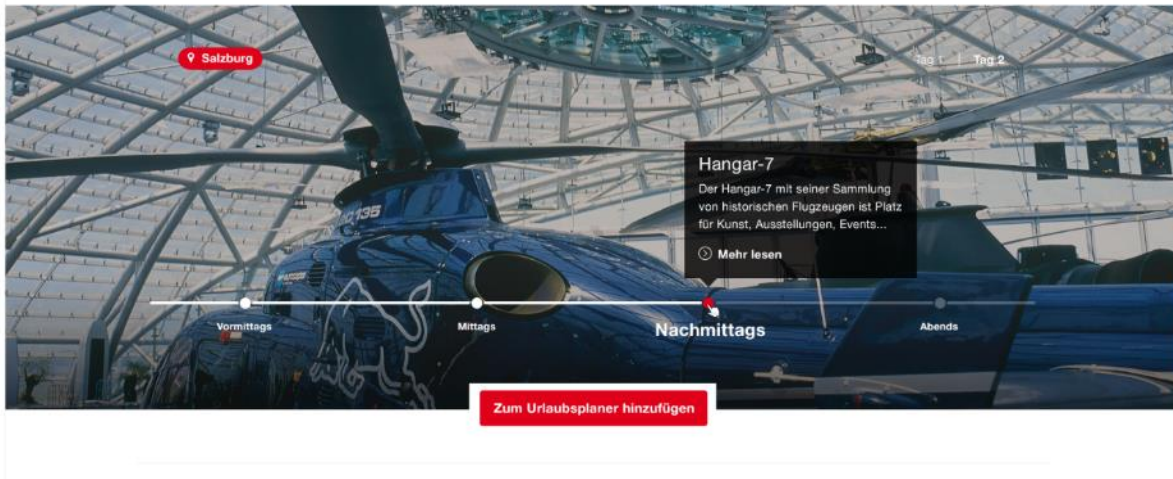 Salzburg
Tag 1 | Tag 2
Hangar-7
Der Hangar-7 mit seiner Sammlung
von historischen Flugzeugen ist Platz
für Kunst, Ausstellungen, Events...
Mehr lesen
135
Vormittags
Mittags
Nachmittags
Abends
Zum Urlaubsplaner hinzufügen